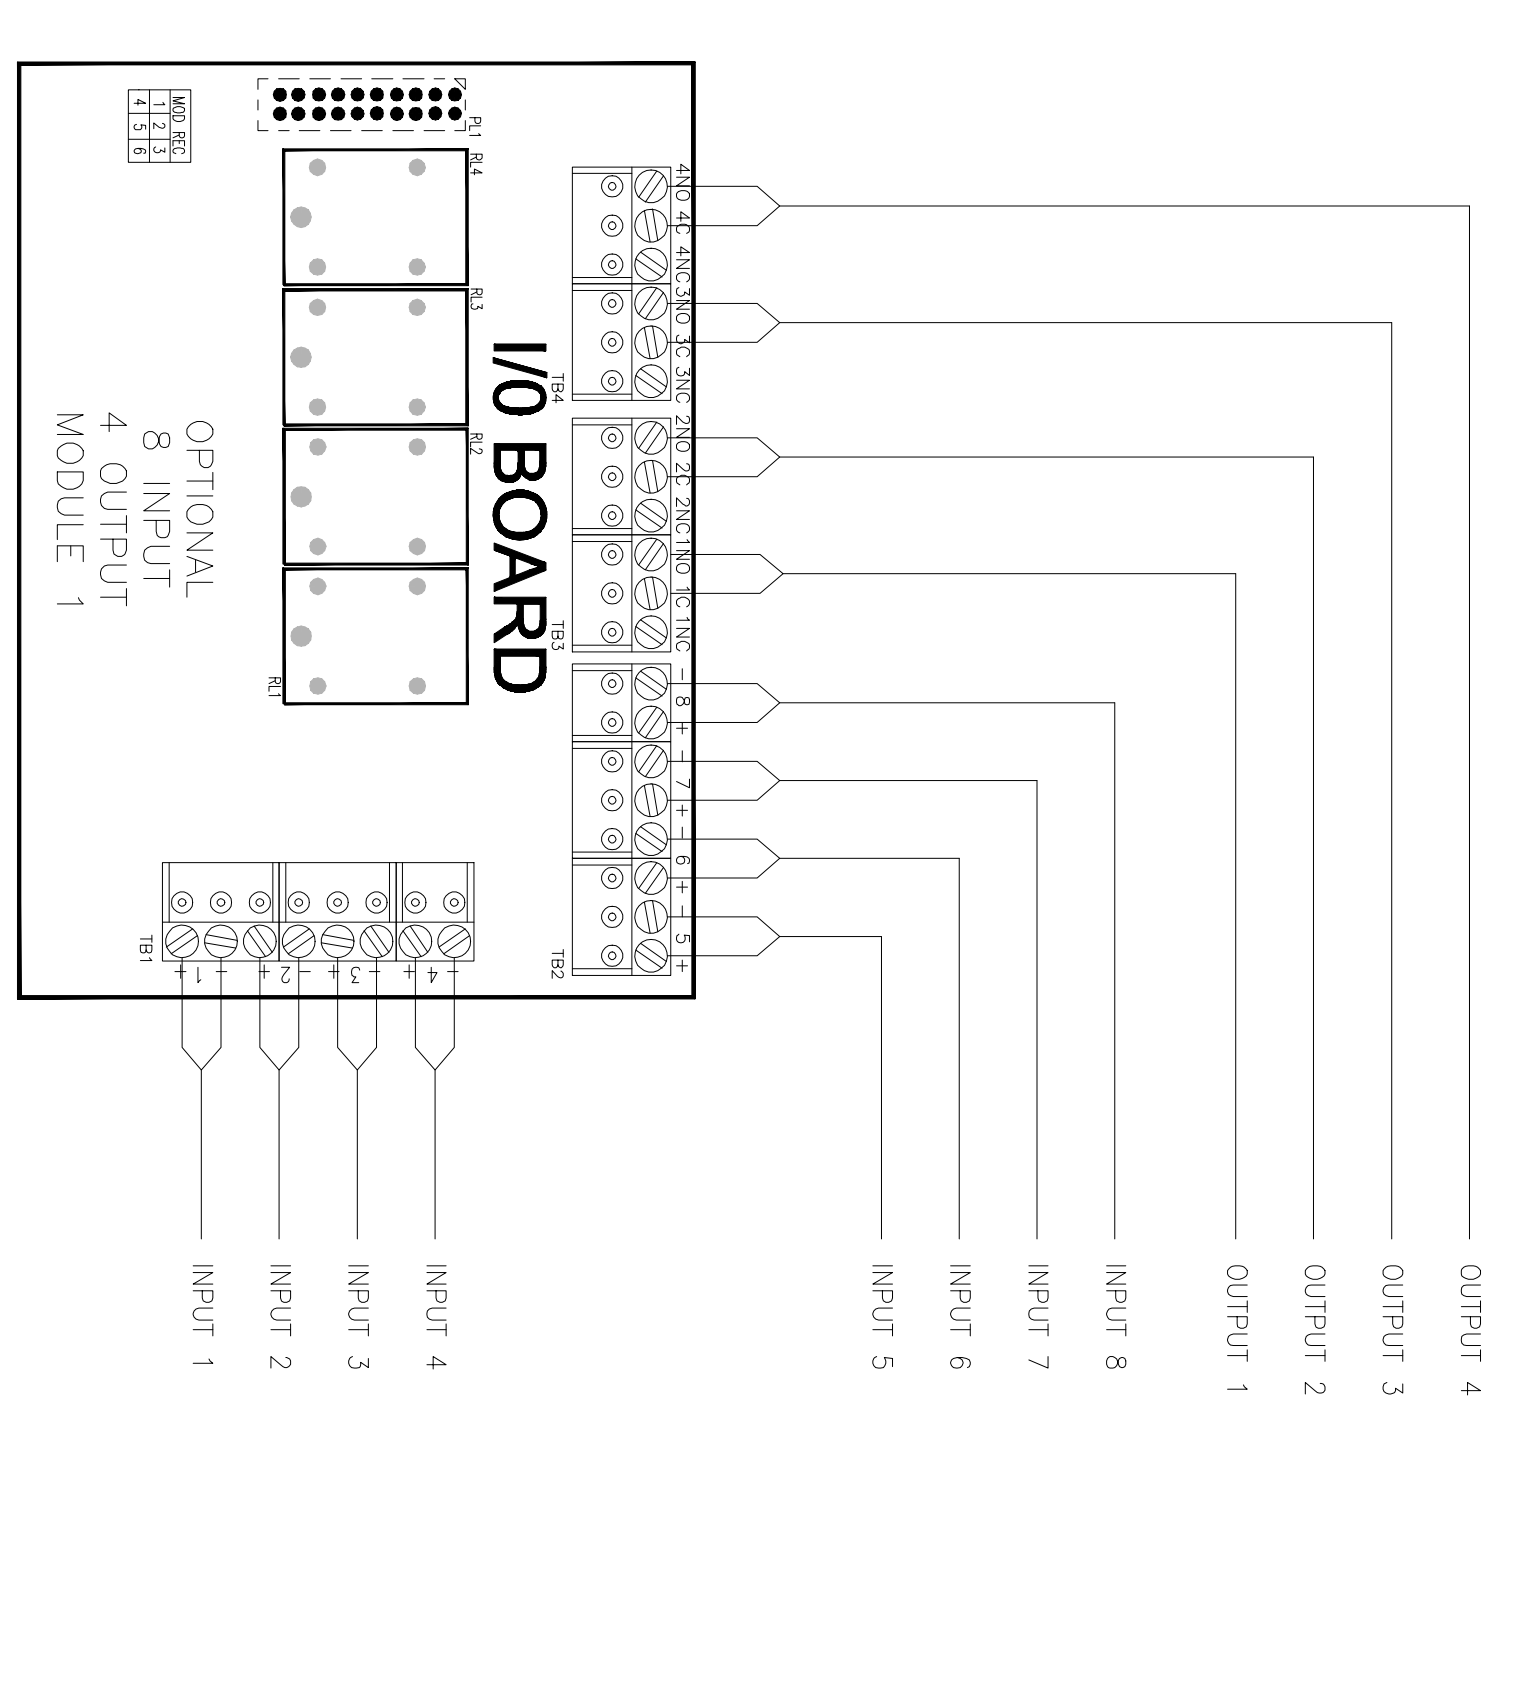 MOD REC
1 2 3
4 5 6
PL1
RL4
RL3
RL2
RL1
I/0 BOARD
OPTIONAL
8 INPUT
4 OUTPUT
MODULE 1
4NO 4C 4NC
3NO 3C 3NC
TB4
2NO 2C 2NC
1NO 1C 1NC
TB3
- 8 +
- 7 +
- 6 +
- 5 +
TB2
TB1
+ 1 -
+ 2 -
+ 3 -
+ 4 -
OUTPUT 4
OUTPUT 3
OUTPUT 2
OUTPUT 1
INPUT 8
INPUT 7
INPUT 6
INPUT 5
INPUT 4
INPUT 3
INPUT 2
INPUT 1